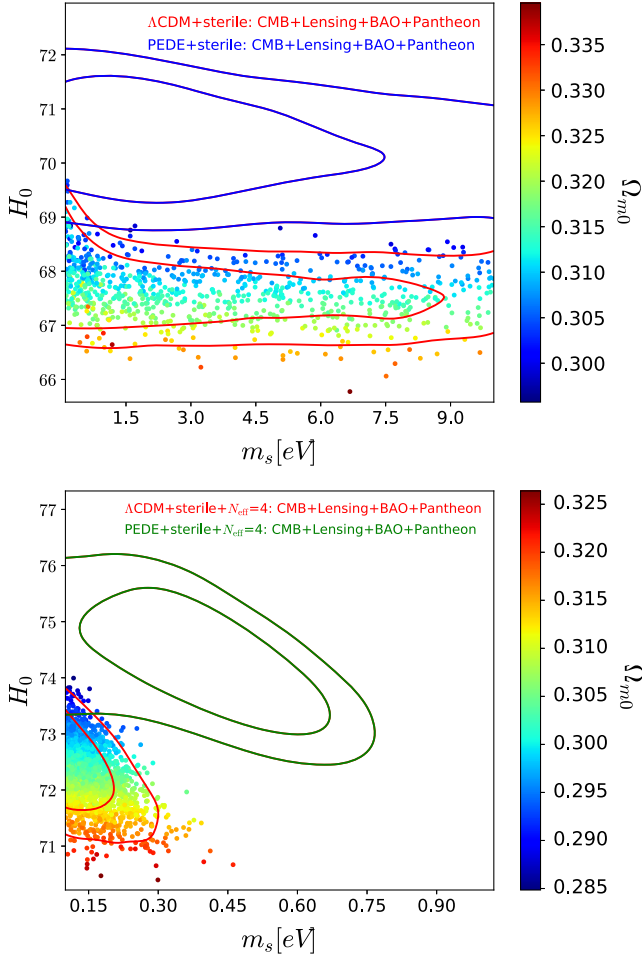 ΛCDM+sterile: CMB+Lensing+BAO+Pantheon
PEDE+sterile: CMB+Lensing+BAO+Pantheon
72
71
70
69
68
67
66
H₀
1.5 3.0 4.5 6.0 7.5 9.0
mₛ[eV]
0.335
0.330
0.325
0.320
0.315
0.310
0.305
0.300
Ωₘ₀
ΛCDM+sterile+Nₑff=4: CMB+Lensing+BAO+Pantheon
PEDE+sterile+Nₑff=4: CMB+Lensing+BAO+Pantheon
77
76
75
74
73
72
71
H₀
0.15 0.30 0.45 0.60 0.75 0.90
mₛ[eV]
0.325
0.320
0.315
0.310
0.305
0.300
0.295
0.290
0.285
Ωₘ₀